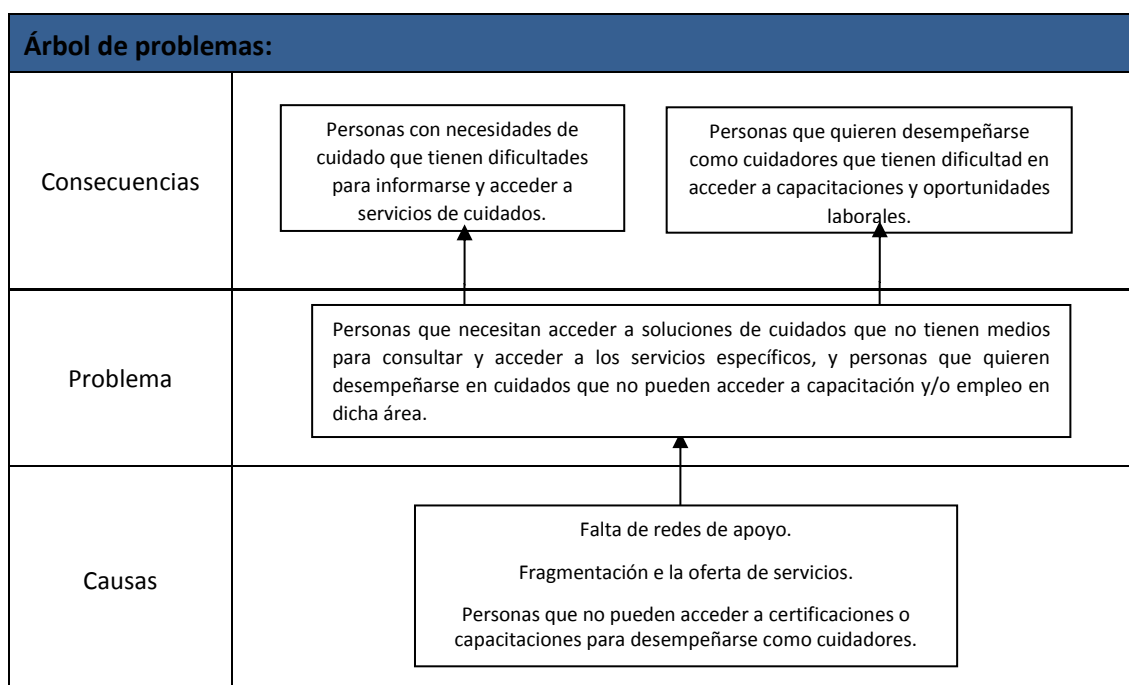 Árbol de problemas:
Consecuencias
Personas con necesidades de
cuidado que tienen dificultades
para informarse y acceder a
servicios de cuidados.
Personas que quieren desempeñarse
como cuidadores que tienen dificultad en
acceder a capacitaciones y oportunidades
laborales.
Problema
Personas que necesitan acceder a soluciones de cuidados que no tienen medios
para consultar y acceder a los servicios específicos, y personas que quieren
desempeñarse en cuidados que no pueden acceder a capacitación y/o empleo en
dicha área.
Causas
Falta de redes de apoyo.
Fragmentación e la oferta de servicios.
Personas que no pueden acceder a certificaciones o
capacitaciones para desempeñarse como cuidadores.